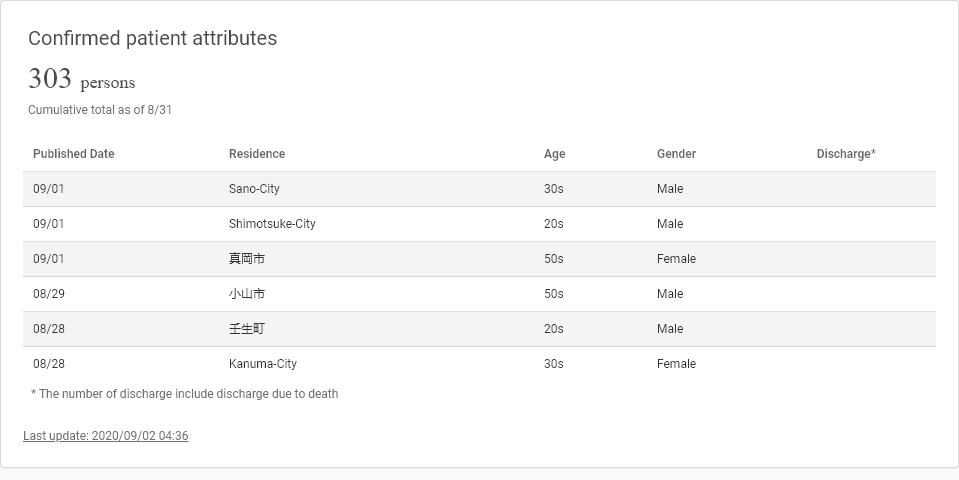 Confirmed patient attributes
303 persons
Cumulative total as of 8/31
Published Date Residence Age Gender Discharge*
09/01 Sano-City 30s Male
09/01 Shimotsuke-City 20s Male
09/01 真岡市 50s Female
08/29 小山市 50s Male
08/28 壬生町 20s Male
08/28 Kanuma-City 30s Female
* The number of discharge include discharge due to death
Last update: 2020/09/02 04:36